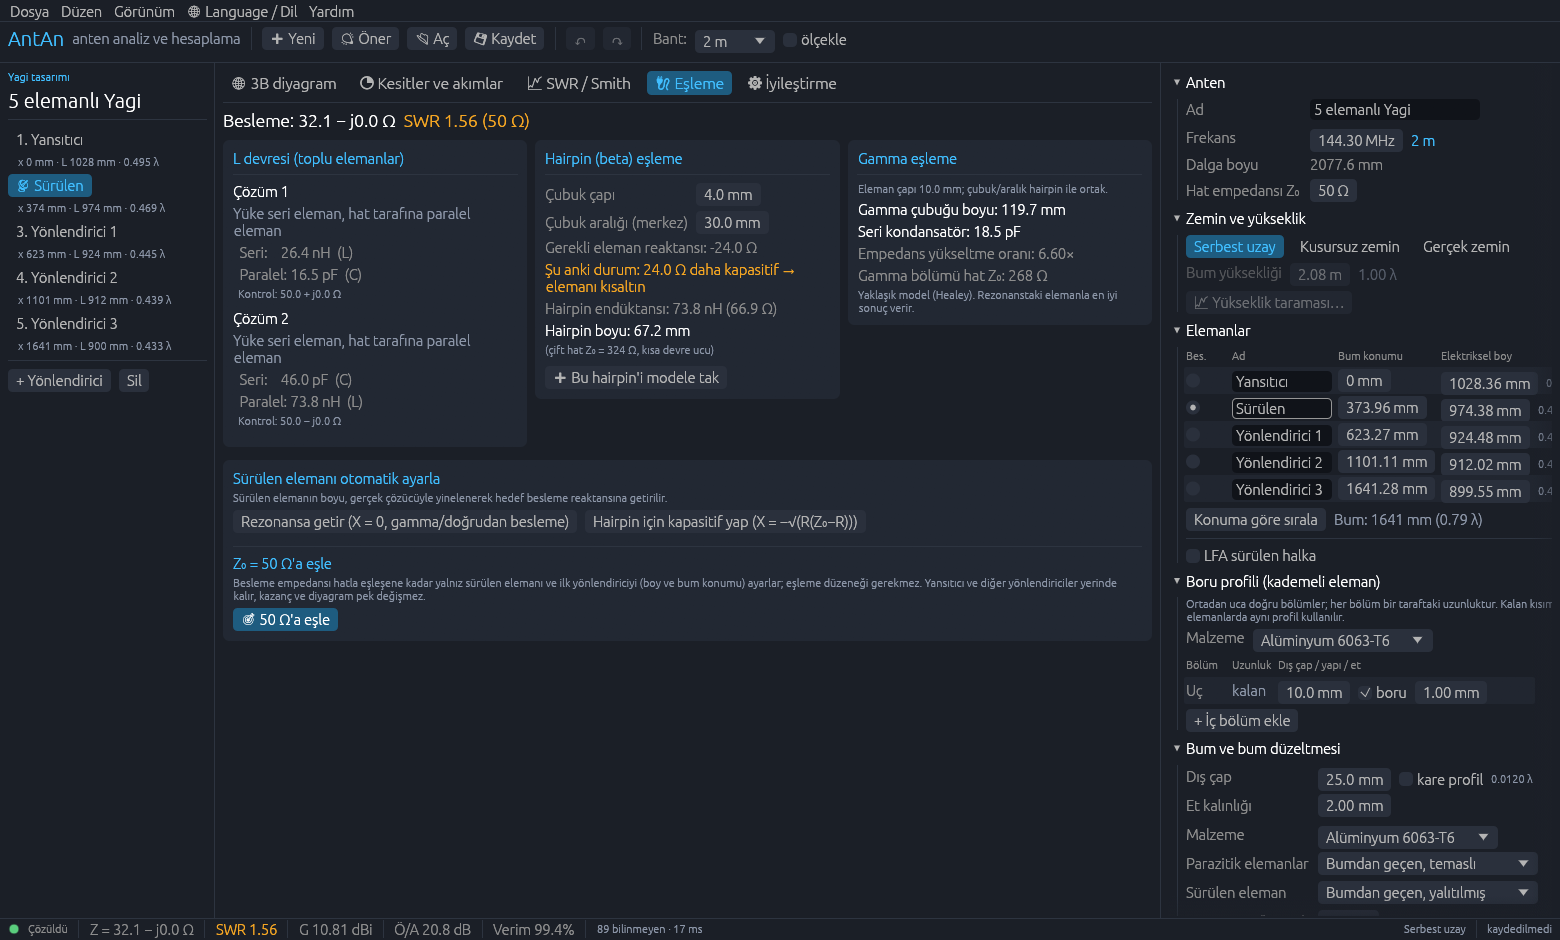 Dosya Düzen Görünüm Language / Dil Yardım
AntAn anten analiz ve hesaplama + Yeni Öner Aç Kaydet Bant: 2 m ölçekle
Yagi tasarımı
5 elemanlı Yagi
1. Yansıtıcı
x 0 mm · L 1028 mm · 0.495 λ
Sürülen
x 374 mm · L 974 mm · 0.469 λ
3. Yönlendirici 1
x 623 mm · L 924 mm · 0.445 λ
4. Yönlendirici 2
x 1101 mm · L 912 mm · 0.439 λ
5. Yönlendirici 3
x 1641 mm · L 900 mm · 0.433 λ
+ Yönlendirici Sil
3B diyagram Kesitler ve akımlar SWR / Smith Eşleme İyileştirme
Besleme: 32.1 − j0.0 Ω SWR 1.56 (50 Ω)
L devresi (toplu elemanlar)
Çözüm 1
Yüke seri eleman, hat tarafına paralel
eleman
Seri: 26.4 nH (L)
Paralel: 16.5 pF (C)
Kontrol: 50.0 + j0.0 Ω
Çözüm 2
Yüke seri eleman, hat tarafına paralel
eleman
Seri: 46.0 pF (C)
Paralel: 73.8 nH (L)
Kontrol: 50.0 − j0.0 Ω
Hairpin (beta) eşleme
Çubuk çapı 4.0 mm
Çubuk aralığı (merkez) 30.0 mm
Gerekli eleman reaktansı: -24.0 Ω
Şu anki durum: 24.0 Ω daha kapasitif →
elemanı kısaltın
Hairpin endüktansı: 73.8 nH (66.9 Ω)
Hairpin boyu: 67.2 mm
(çift hat Z₀ = 324 Ω, kısa devre ucu)
+ Bu hairpin'i modele tak
Gamma eşleme
Eleman çapı 10.0 mm; çubuk/aralık hairpin ile ortak.
Gamma çubuğu boyu: 119.7 mm
Seri kondansatör: 18.5 pF
Empedans yükseltme oranı: 6.60×
Gamma bölümü hat Z₀: 268 Ω
Yaklaşık model (Healey). Rezonanstaki elemanla en iyi
sonuç verir.
Sürülen elemanı otomatik ayarla
Sürülen elemanın boyu, gerçek çözücüyle yinelenerek hedef besleme reaktansına getirilir.
Rezonansa getir (X = 0, gamma/doğrudan besleme) Hairpin için kapasitif yap (X = −√(R(Z₀−R)))
Z₀ = 50 Ω'a eşle
Besleme empedansı hatla eşleşene kadar yalnız sürülen elemanı ve ilk yönlendiriciyi (boy ve bum konumu) ayarlar; eşleme düzeneği gerekmez. Yansıtıcı ve diğer yönlendiriciler yerinde
kalır, kazanç ve diyagram pek değişmez.
50 Ω'a eşle
Anten
Ad 5 elemanlı Yagi
Frekans 144.30 MHz 2 m
Dalga boyu 2077.6 mm
Hat empedansı Z₀ 50 Ω
Zemin ve yükseklik
Serbest uzay Kusursuz zemin Gerçek zemin
Bum yüksekliği 2.08 m 1.00 λ
Yükseklik taraması…
Elemanlar
Bes. Ad Bum konumu Elektriksel boy
Yansıtıcı 0 mm 1028.36 mm 0
Sürülen 373.96 mm 974.38 mm 0.4
Yönlendirici 1 623.27 mm 924.48 mm 0.4
Yönlendirici 2 1101.11 mm 912.02 mm 0.4
Yönlendirici 3 1641.28 mm 899.55 mm 0.4
Konuma göre sırala Bum: 1641 mm (0.79 λ)
LFA sürülen halka
Boru profili (kademeli eleman)
Ortadan uca doğru bölümler; her bölüm bir taraftaki uzunluktur. Kalan kısım
elemanlarda aynı profil kullanılır.
Malzeme Alüminyum 6063-T6
Bölüm Uzunluk Dış çap / yapı / et
Uç kalan 10.0 mm ✓ boru 1.00 mm
+ İç bölüm ekle
Bum ve bum düzeltmesi
Dış çap 25.0 mm kare profil 0.0120 λ
Et kalınlığı 2.00 mm
Malzeme Alüminyum 6063-T6
Parazitik elemanlar Bumdan geçen, temaslı
Sürülen eleman Bumdan geçen, yalıtılmış
Çözüldü Z = 32.1 − j0.0 Ω SWR 1.56 G 10.81 dBi Ö/A 20.8 dB Verim 99.4% 89 bilinmeyen · 17 ms Serbest uzay kaydedilmedi